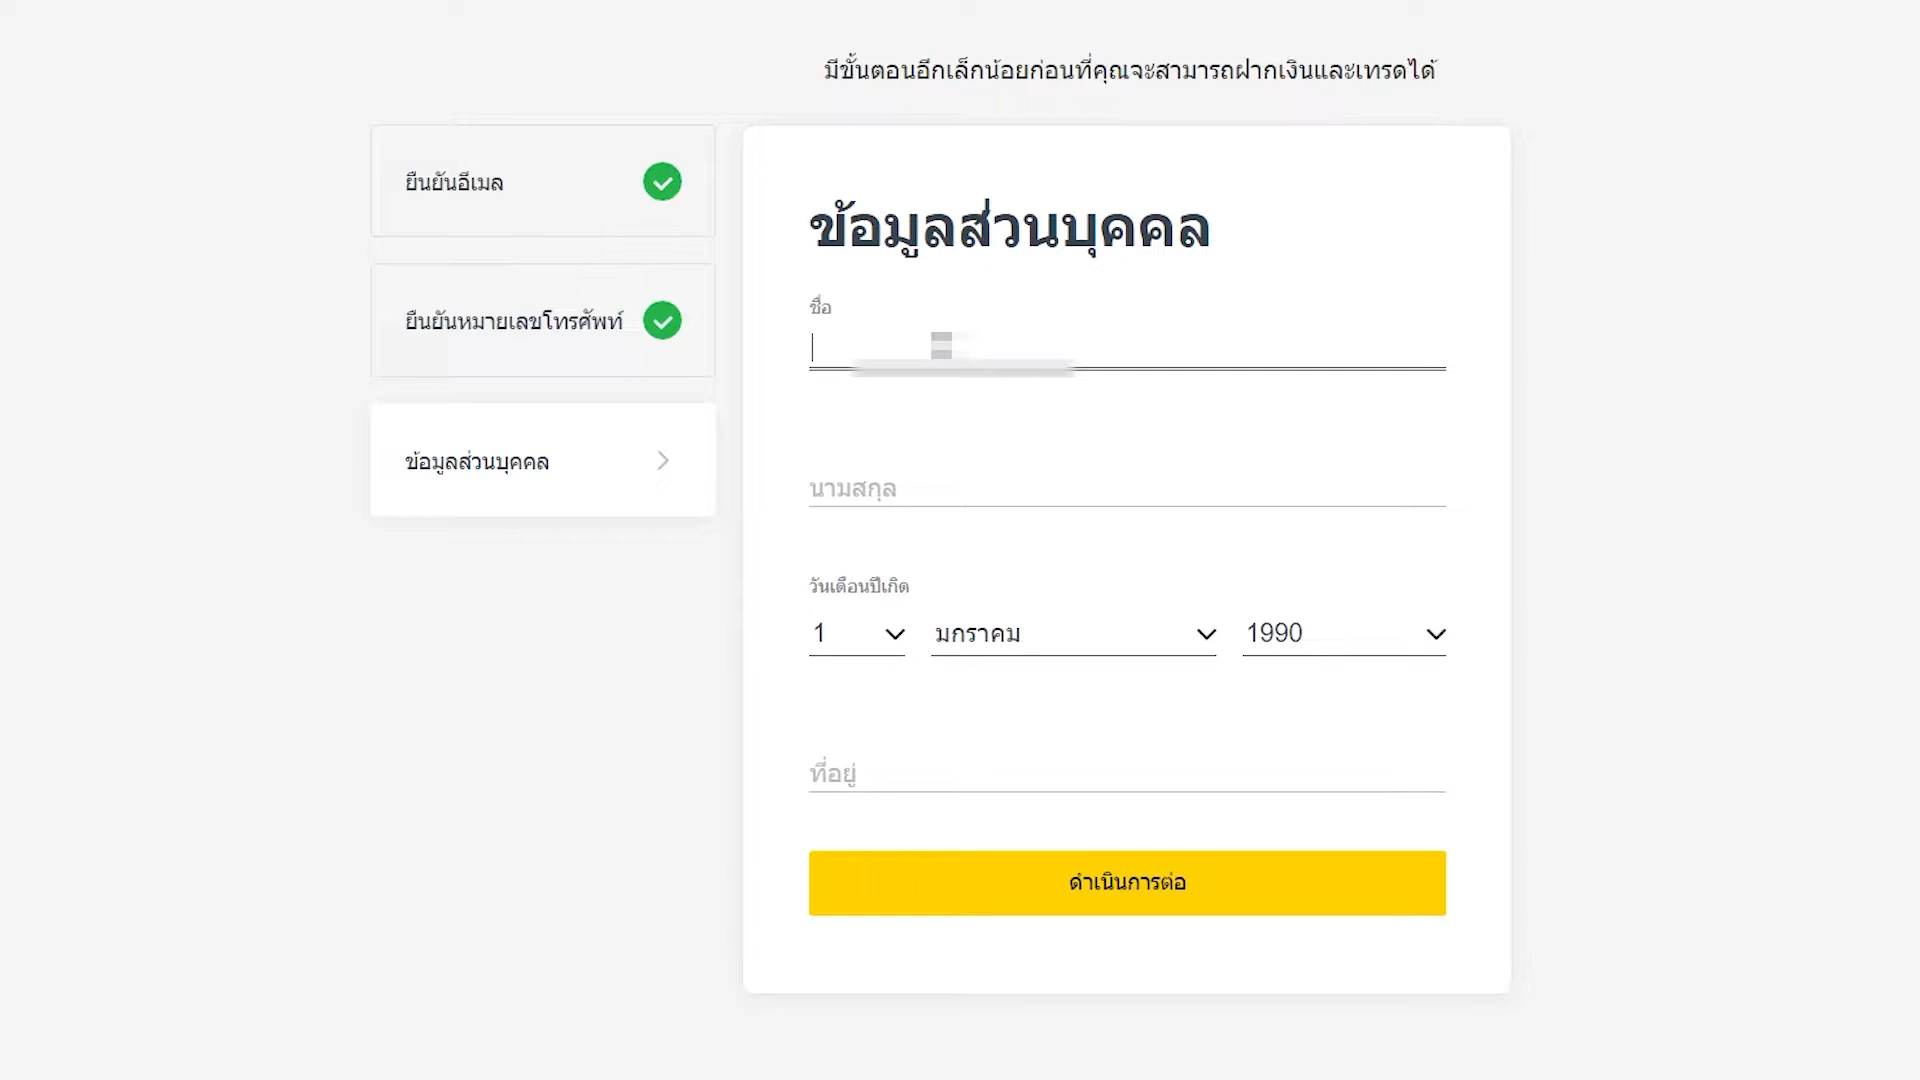 มีขั้นตอนอีกเล็กน้อยก่อนที่คุณจะสามารถฝากเงินและเทรดได้
ยืนยันอีเมล
ยืนยันหมายเลขโทรศัพท์
ข้อมูลส่วนบุคคล
ข้อมูลส่วนบุคคล
ชื่อ
นามสกุล
วันเดือนปีเกิด
1 มกราคม 1990
ที่อยู่
ดำเนินการต่อ